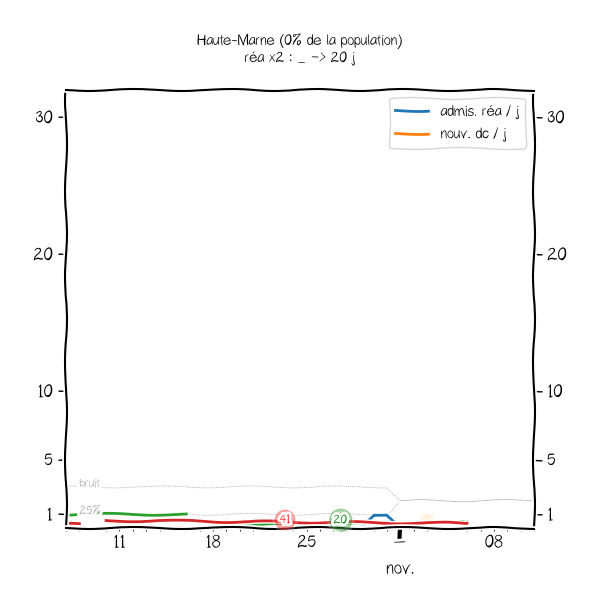 Haute-Marne (0% de la population)
réa x2 : _ -> 20 j
admis. réa / j
nouv. dc / j
30 30
20 20
10 10
5 5
bruit
25%
1 1
41 20
11 18 25 08
nov.